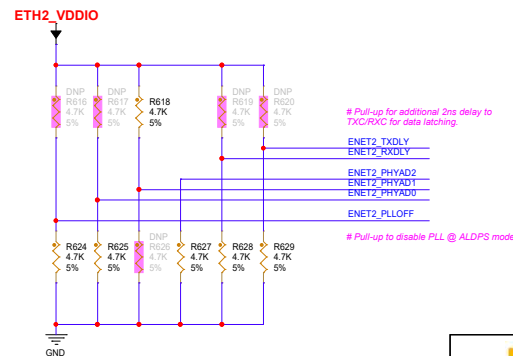 ETH2_VDDIO
DNP
R616
4.7K
5%
DNP
R617
4.7K
5%
R618
4.7K
5%
DNP
R619
4.7K
5%
DNP
R620
4.7K
5%
# Pull-up for additional 2ns delay to
TXC/RXC for data latching.
ENET2_TXDLY
ENET2_RXDLY
ENET2_PHYAD2
ENET2_PHYAD1
ENET2_PHYAD0
ENET2_PLLOFF
# Pull-up to disable PLL @ ALDPS mode
R624
4.7K
5%
R625
4.7K
5%
DNP
R626
4.7K
5%
R627
4.7K
5%
R628
4.7K
5%
R629
4.7K
5%
GND